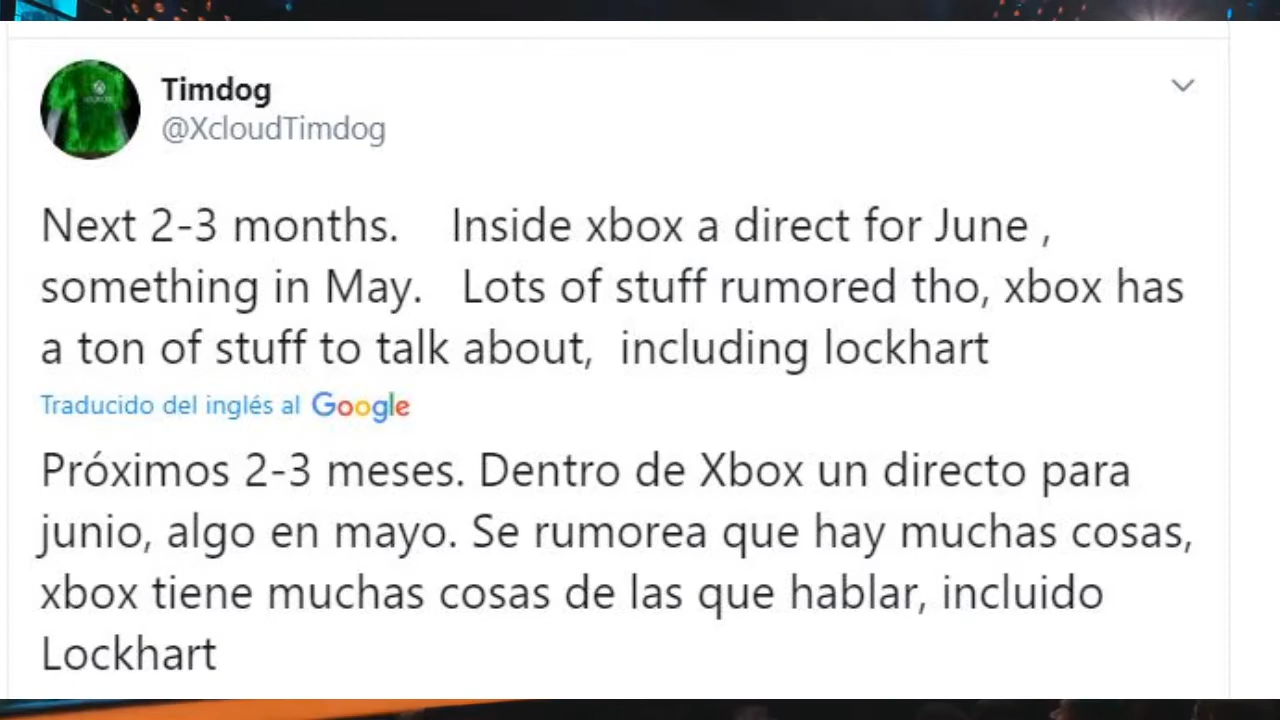 Timdog
@XcloudTimdog
Next 2-3 months. Inside xbox a direct for June ,
something in May. Lots of stuff rumored tho, xbox has
a ton of stuff to talk about, including lockhart
Traducido del inglés al Google
Próximos 2-3 meses. Dentro de Xbox un directo para
junio, algo en mayo. Se rumorea que hay muchas cosas,
xbox tiene muchas cosas de las que hablar, incluido
Lockhart